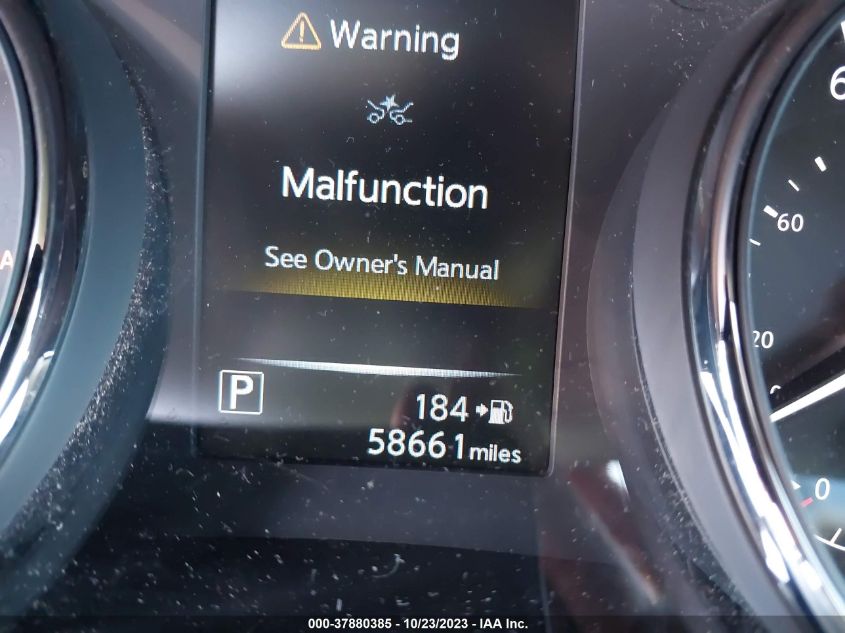 Warning
Malfunction
See Owner's Manual
P
184
58661 miles
60
20
0
000-37880385 - 10/23/2023 - IAA Inc.